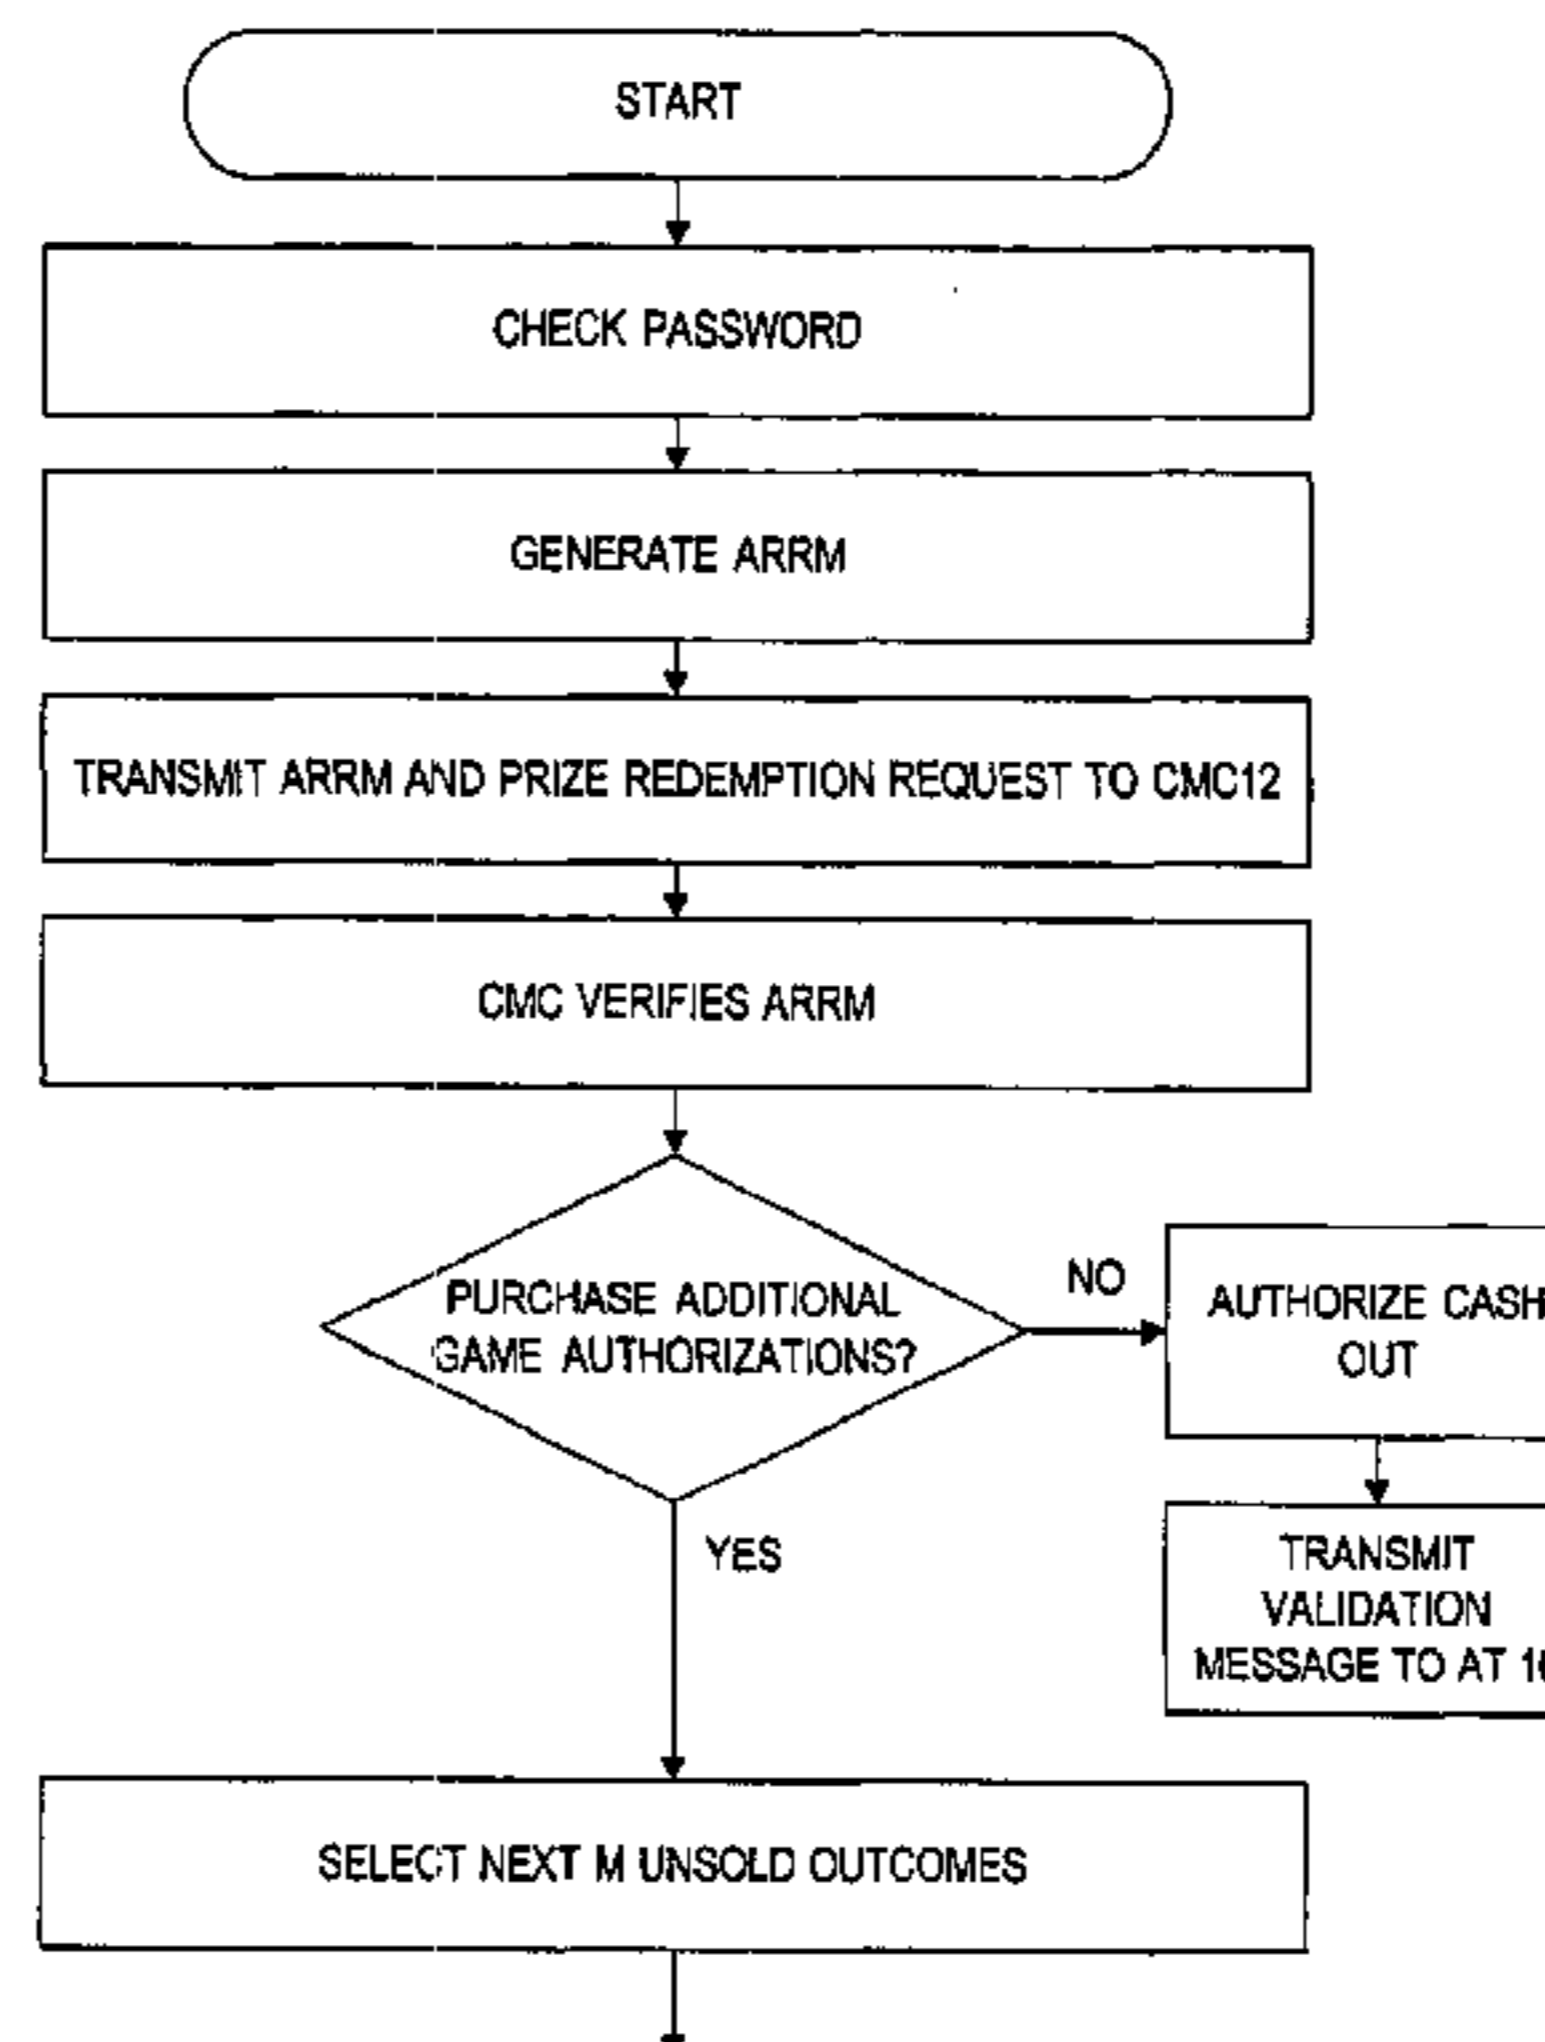 START
CHECK PASSWORD
GENERATE ARRM
TRANSMIT ARRM AND PRIZE REDEMPTION REQUEST TO CMC12
CMC VERIFIES ARRM
PURCHASE ADDITIONAL
GAME AUTHORIZATIONS?
NO
AUTHORIZE CASH
OUT
YES
TRANSMIT
VALIDATION
MESSAGE TO AT
SELECT NEXT M UNSOLD OUTCOMES